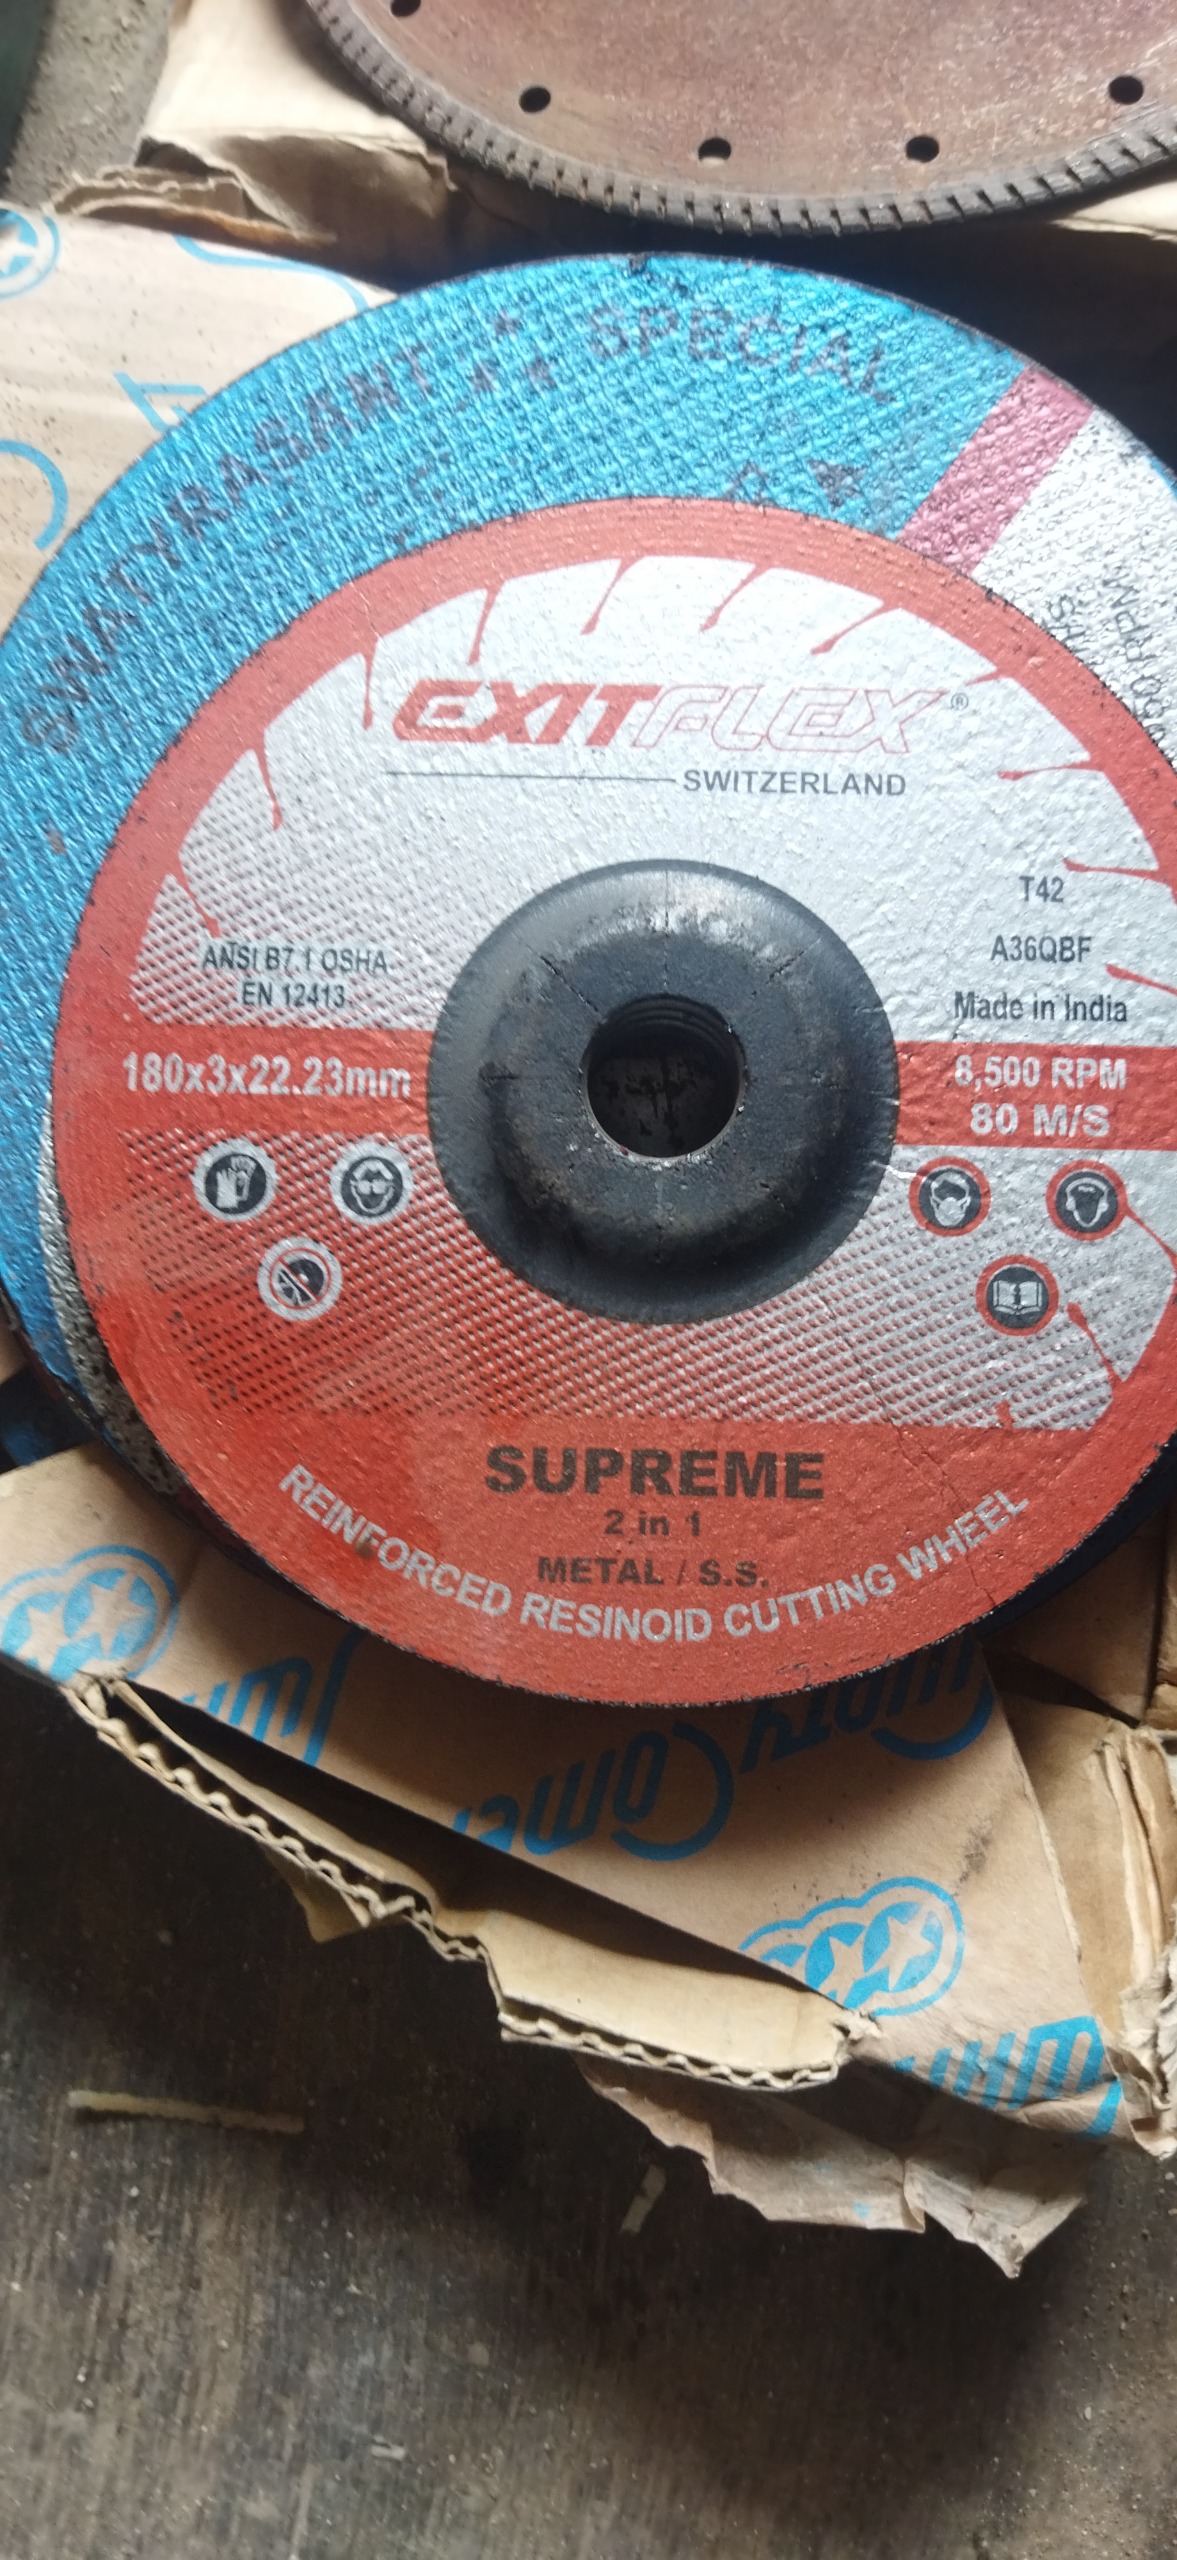 SWATYRASANT SPECIAL
EXITFLEX®
SWITZERLAND
T42
A36QBF
Made in India
ANSI B7.1 OSHA
EN 12413
180x3x22.23mm
8,500 RPM
80 M/S
SUPREME
2 in 1
METAL / S.S.
REINFORCED RESINOID CUTTING WHEEL